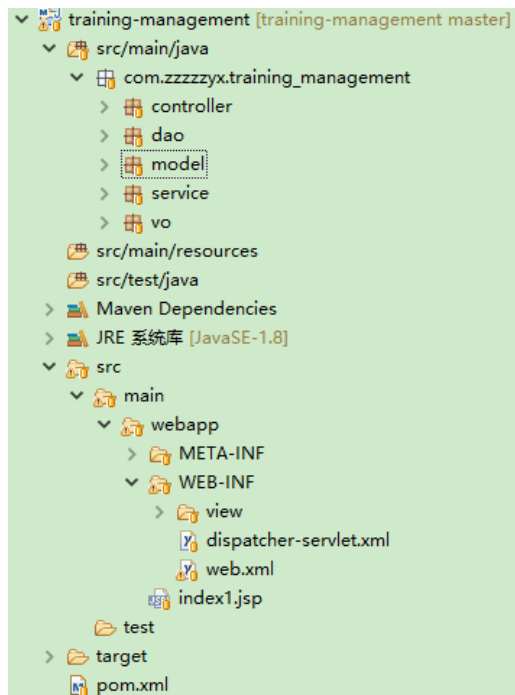 training-management [training-management master]
src/main/java
com.zzzzzyx.training_management
controller
dao
model
service
vo
src/main/resources
src/test/java
Maven Dependencies
JRE 系统库 [JavaSE-1.8]
src
main
webapp
META-INF
WEB-INF
view
dispatcher-servlet.xml
web.xml
index1.jsp
test
target
pom.xml